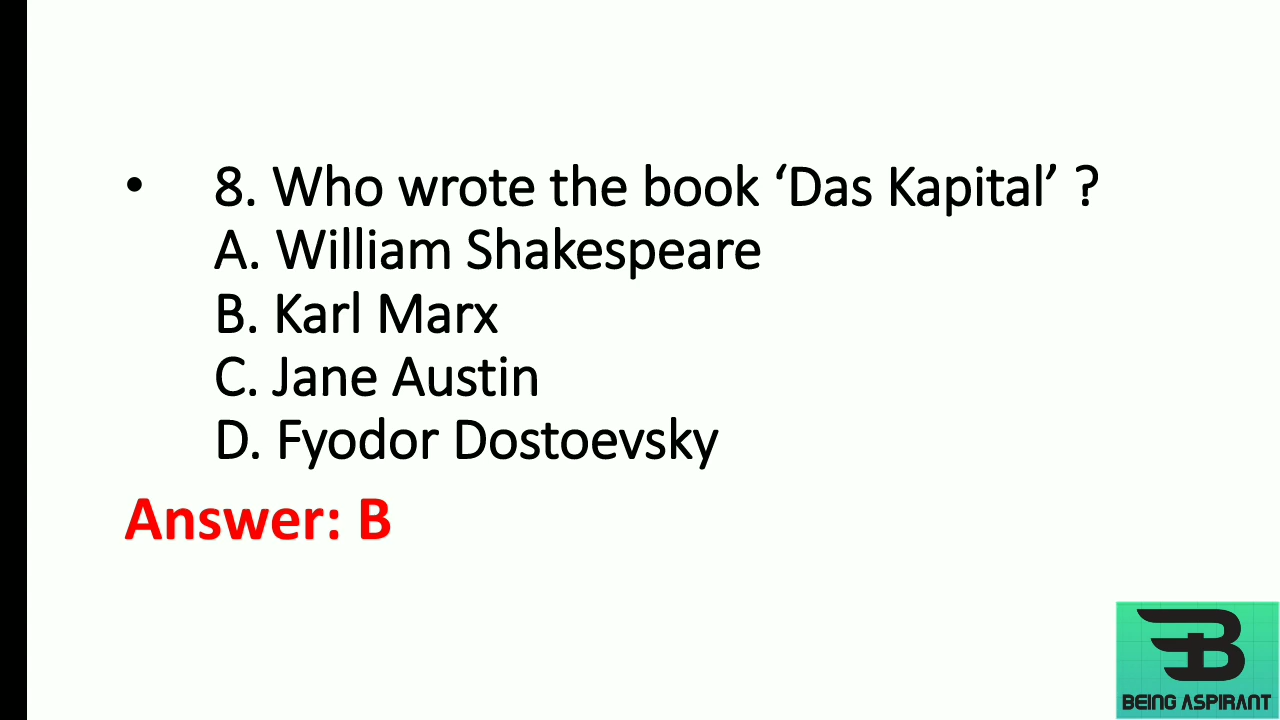 • 8. Who wrote the book ‘Das Kapital’ ?
A. William Shakespeare
B. Karl Marx
C. Jane Austin
D. Fyodor Dostoevsky
Answer: B
B
BEING ASPIRANT